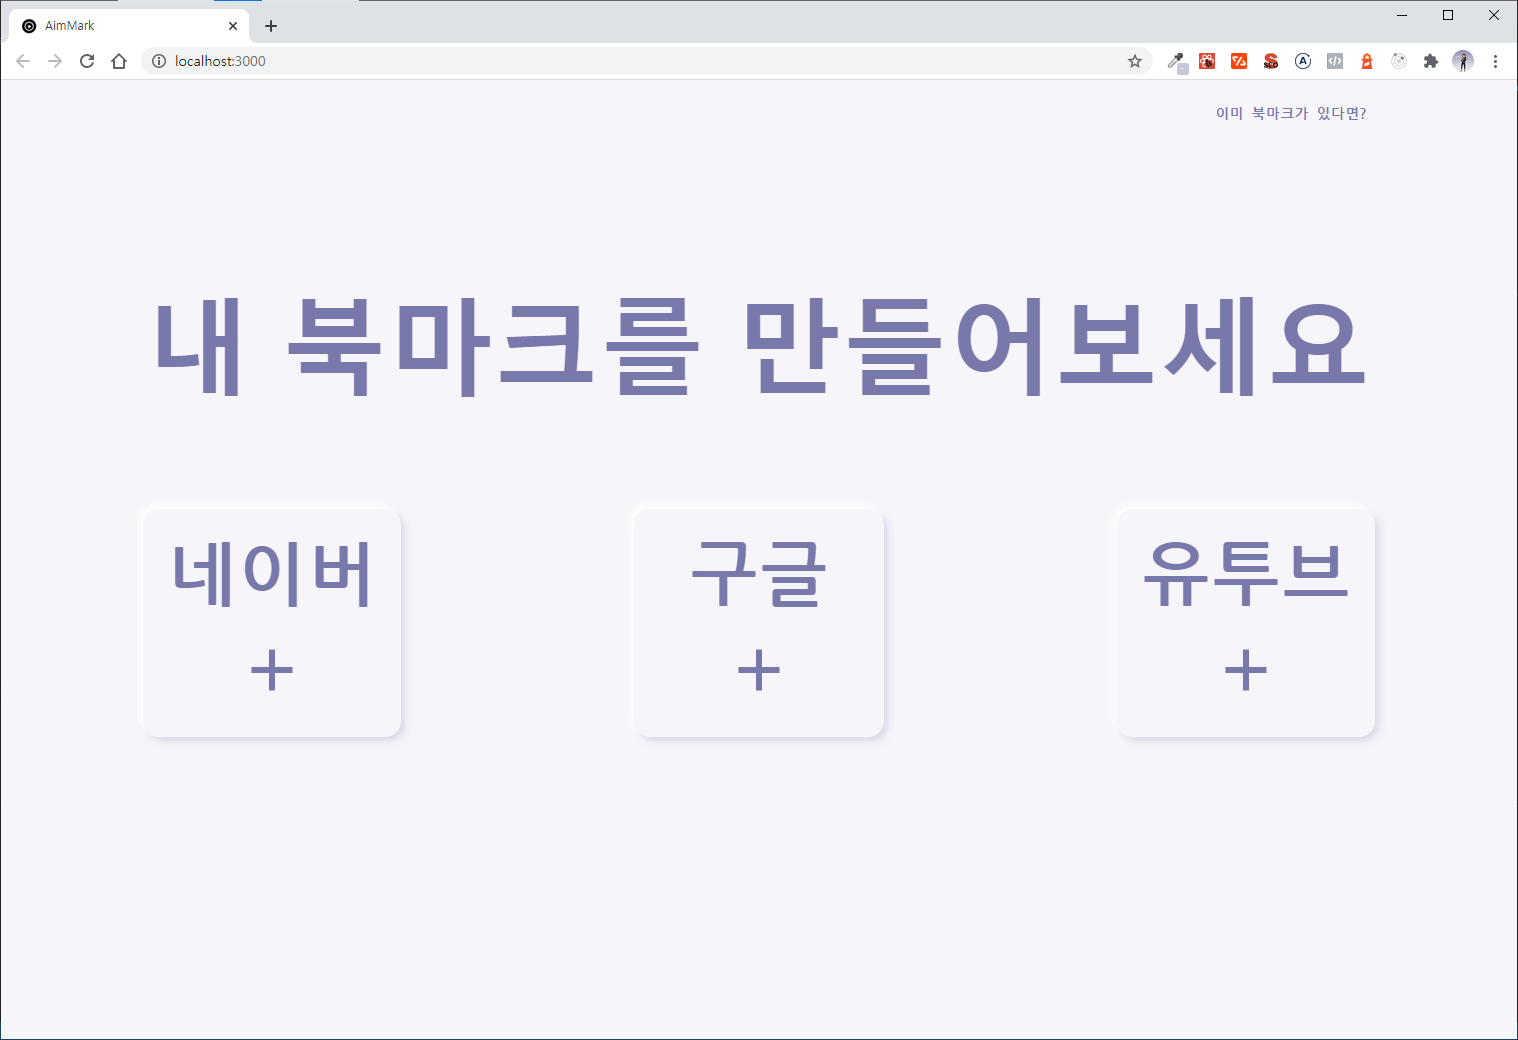 AimMark
localhost:3000
이미 북마크가 있다면?
내 북마크를 만들어보세요
네이버 구글 유투브
+ + +